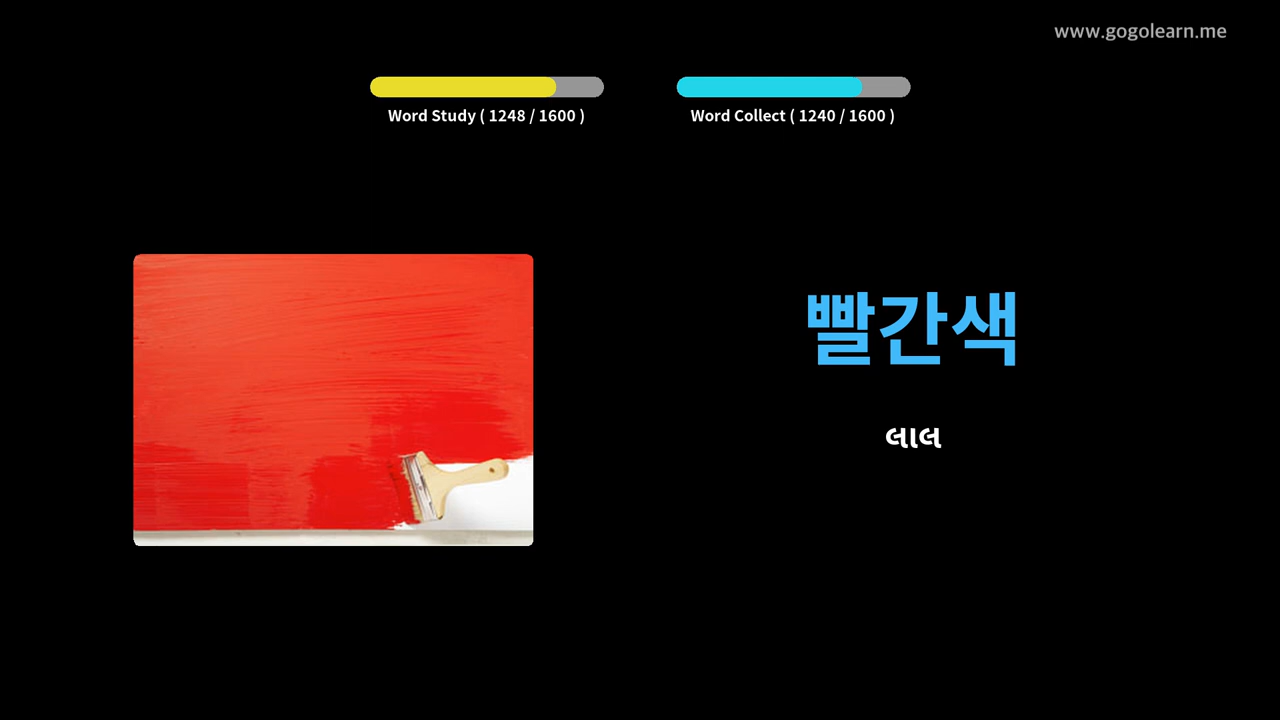 www.gogolearn.me
Word Study ( 1248 / 1600 )
Word Collect ( 1240 / 1600 )
빨간색
લાલ